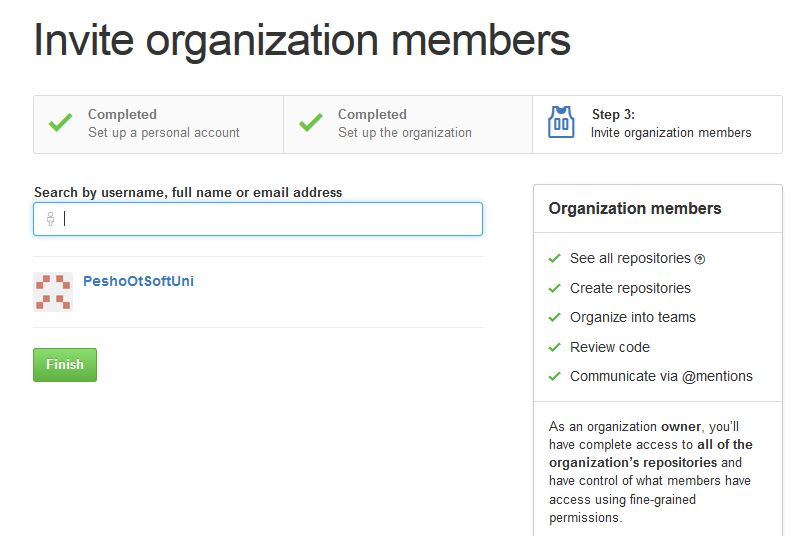 Invite organization members
Completed
Set up a personal account
Completed
Set up the organization
Step 3:
Invite organization members
Search by username, full name or email address
PeshoOtSoftUni
Finish
Organization members
See all repositories
Create repositories
Organize into teams
Review code
Communicate via @mentions
As an organization owner, you’ll
have complete access to all of the
organization’s repositories and
have control of what members have
access using fine-grained
permissions.